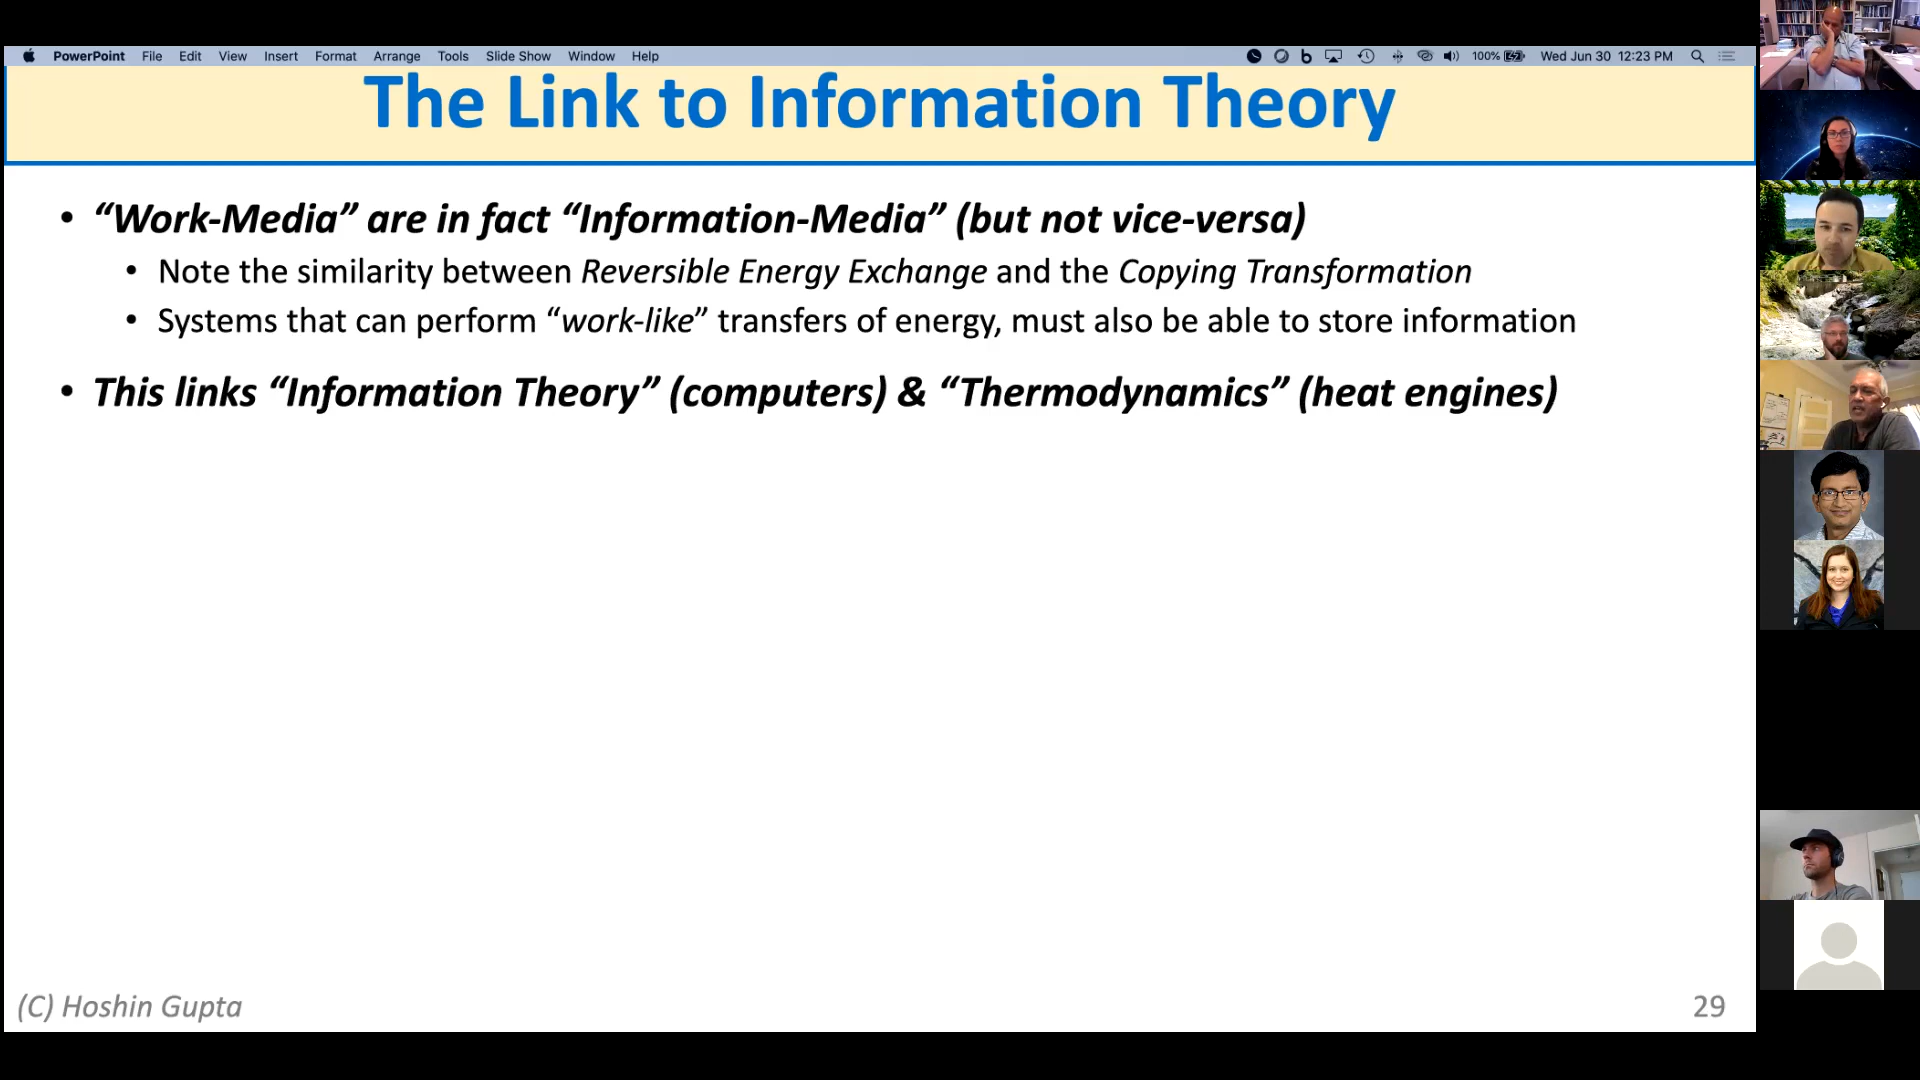 PowerPoint File Edit View Insert Format Arrange Tools Slide Show Window Help 100% Wed Jun 30 12:23 PM
The Link to Information Theory
• “Work-Media” are in fact “Information-Media” (but not vice-versa)
• Note the similarity between Reversible Energy Exchange and the Copying Transformation
• Systems that can perform “work-like” transfers of energy, must also be able to store information
• This links “Information Theory” (computers) & “Thermodynamics” (heat engines)
(C) Hoshin Gupta
29